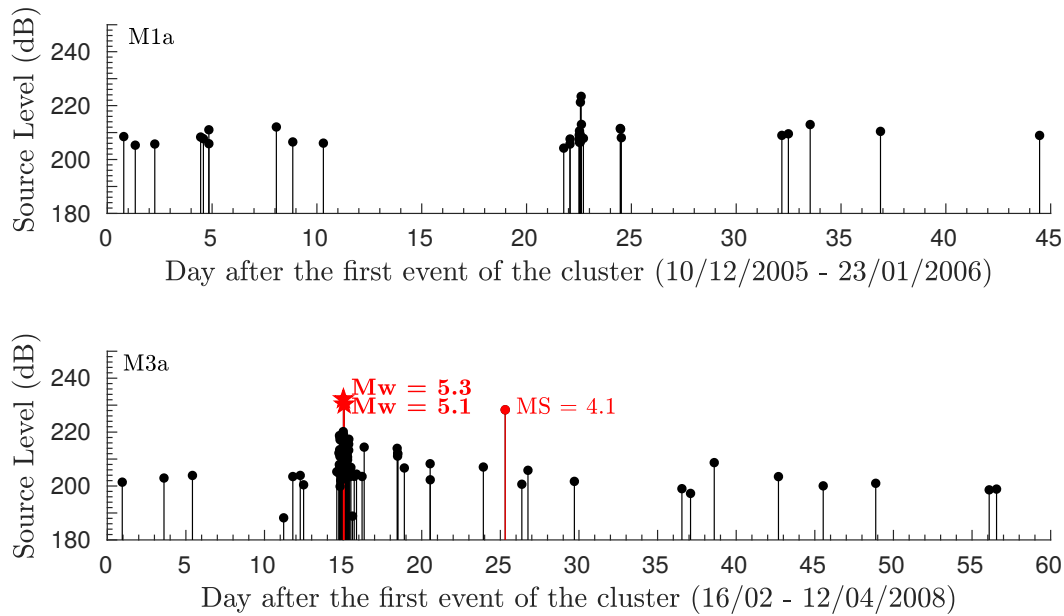 Source Level (dB)
240
220
200
180
M1a
0 5 10 15 20 25 30 35 40 45
Day after the first event of the cluster (10/12/2005 - 23/01/2006)
Source Level (dB)
240
220
200
180
M3a
Mw = 5.3
Mw = 5.1
MS = 4.1
0 5 10 15 20 25 30 35 40 45 50 55 60
Day after the first event of the cluster (16/02 - 12/04/2008)